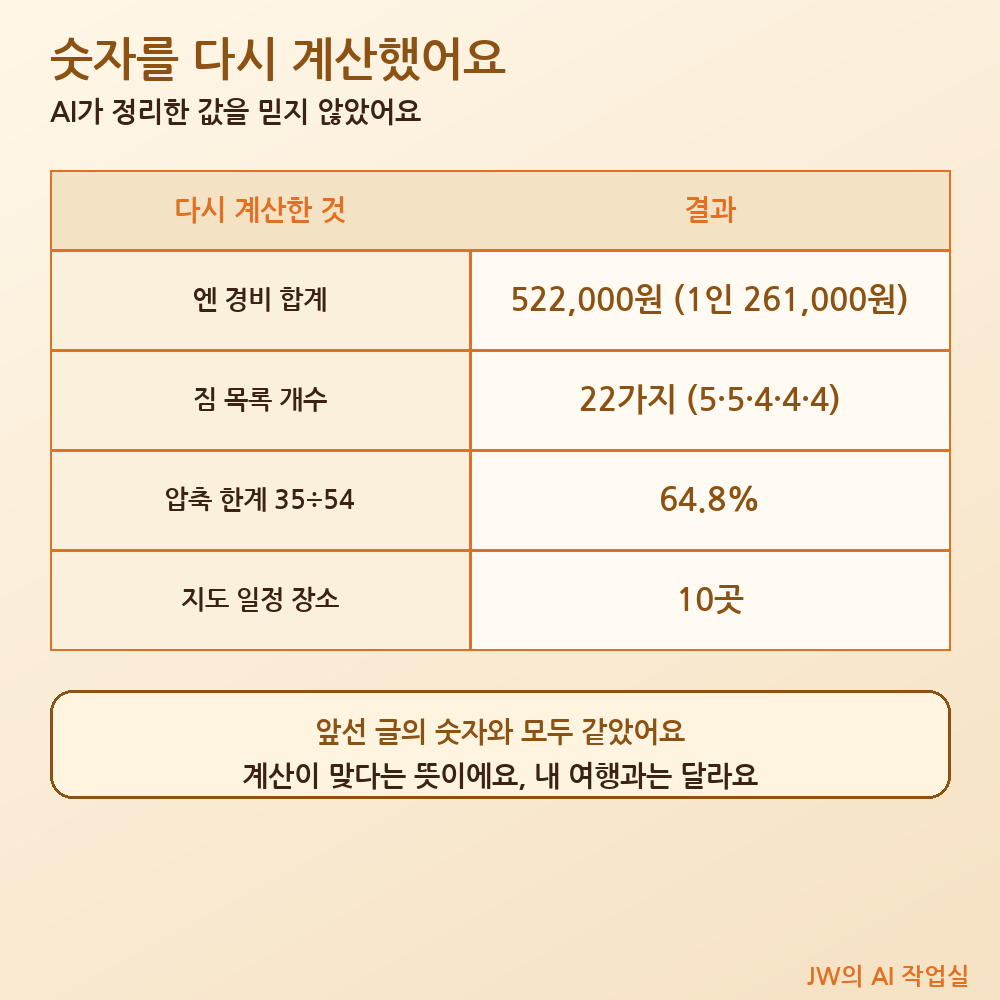 숫자를 다시 계산했어요
AI가 정리한 값을 믿지 않았어요
다시 계산한 것 결과
엔 경비 합계 522,000원 (1인 261,000원)
짐 목록 개수 22가지 (5·5·4·4·4)
압축 한계 35÷54 64.8%
지도 일정 장소 10곳
앞선 글의 숫자와 모두 같았어요
계산이 맞다는 뜻이에요, 내 여행과는 달라요
JW의 AI 작업실